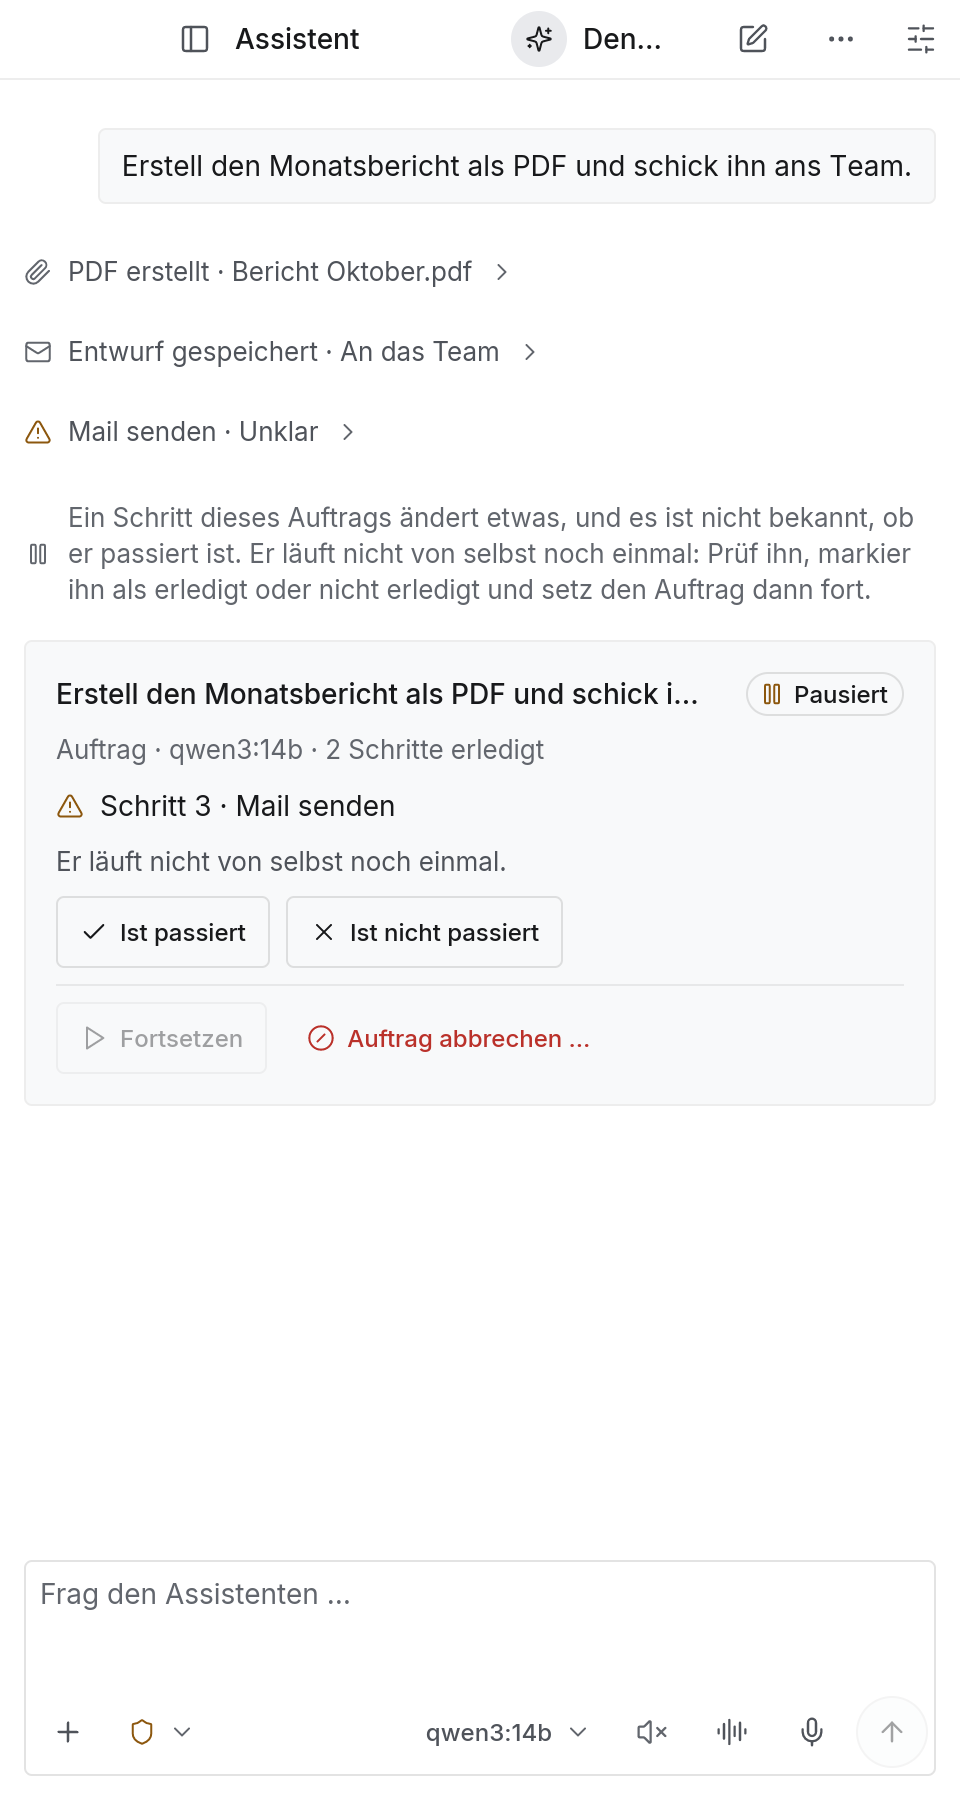 Assistent
Den...
Erstell den Monatsbericht als PDF und schick ihn ans Team.
PDF erstellt · Bericht Oktober.pdf
Entwurf gespeichert · An das Team
Mail senden · Unklar
Ein Schritt dieses Auftrags ändert etwas, und es ist nicht bekannt, ob
er passiert ist. Er läuft nicht von selbst noch einmal: Prüf ihn, markier
ihn als erledigt oder nicht erledigt und setz den Auftrag dann fort.
Erstell den Monatsbericht als PDF und schick i...
Pausiert
Auftrag · qwen3:14b · 2 Schritte erledigt
Schritt 3 · Mail senden
Er läuft nicht von selbst noch einmal.
Ist passiert
Ist nicht passiert
Fortsetzen
Auftrag abbrechen ...
Frag den Assistenten ...
qwen3:14b